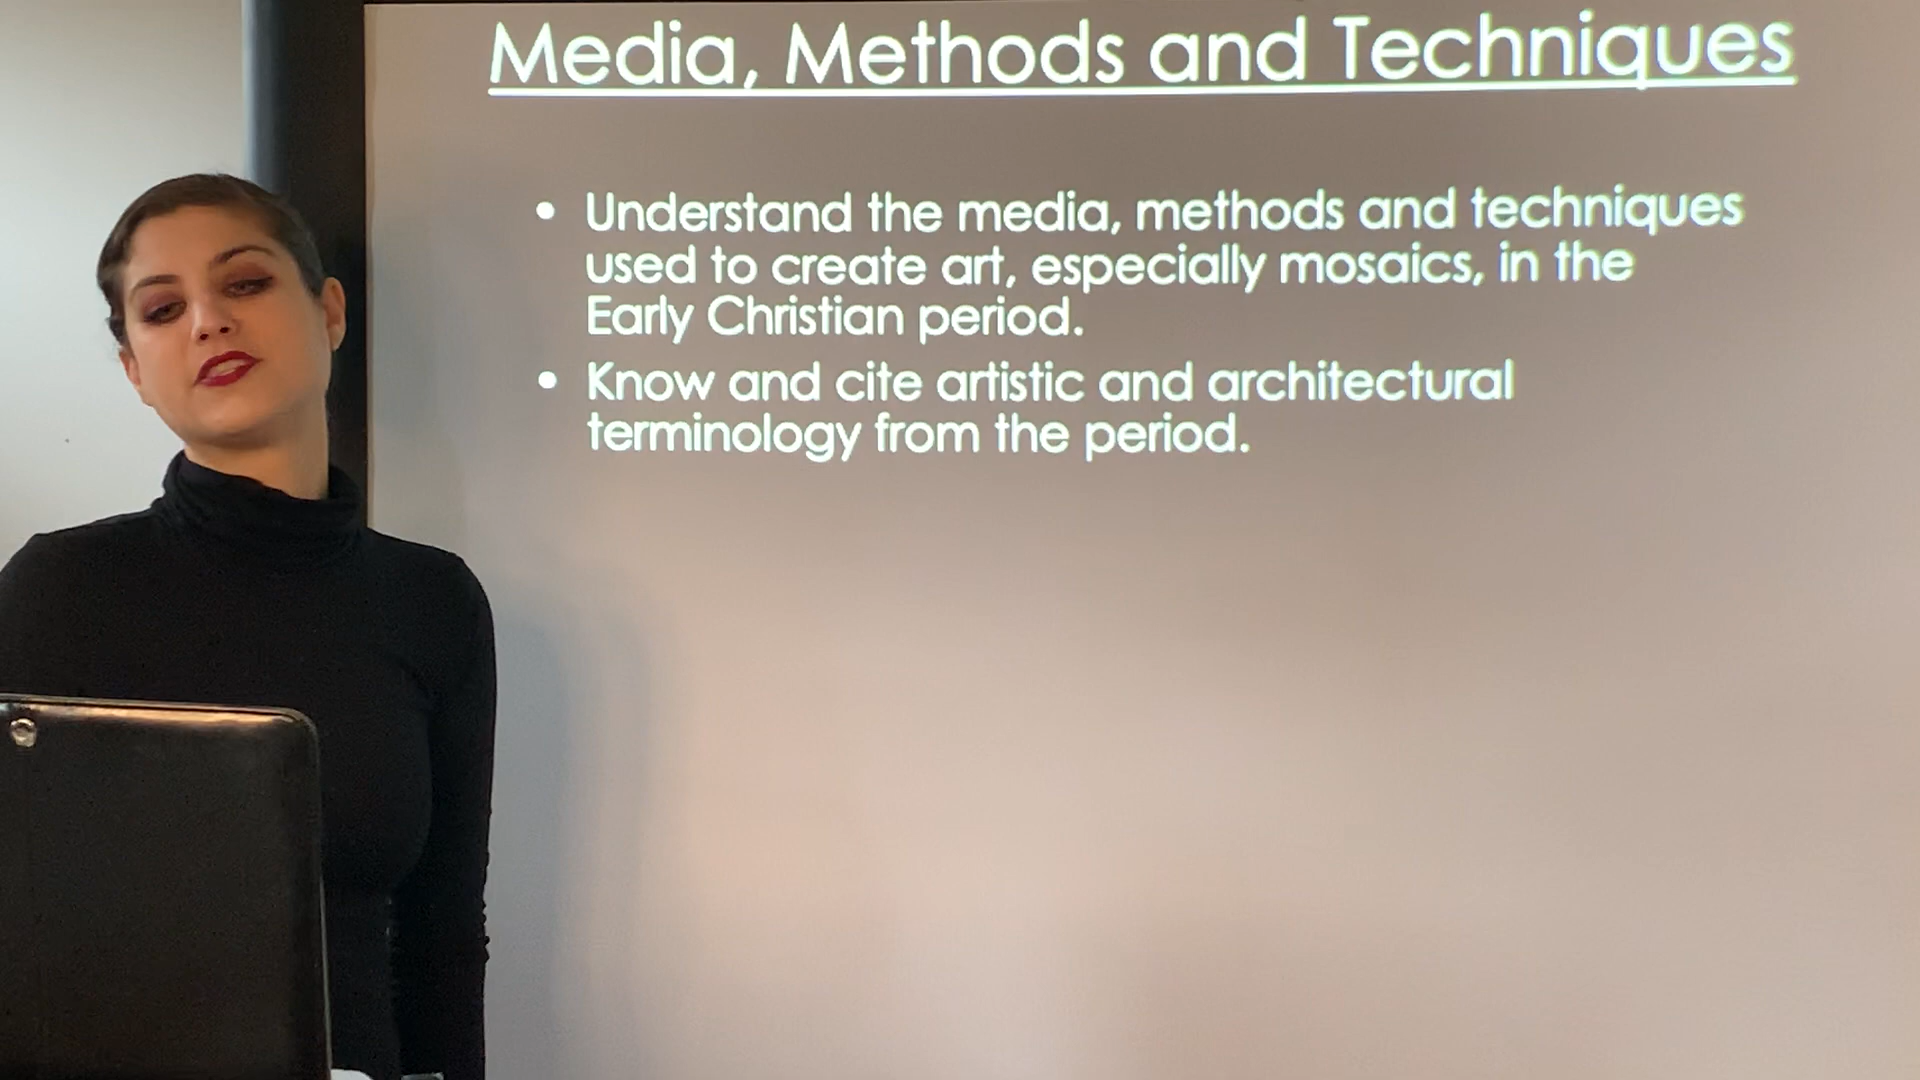 Media, Methods and Techniques
• Understand the media, methods and techniques
used to create art, especially mosaics, in the
Early Christian period.
• Know and cite artistic and architectural
terminology from the period.